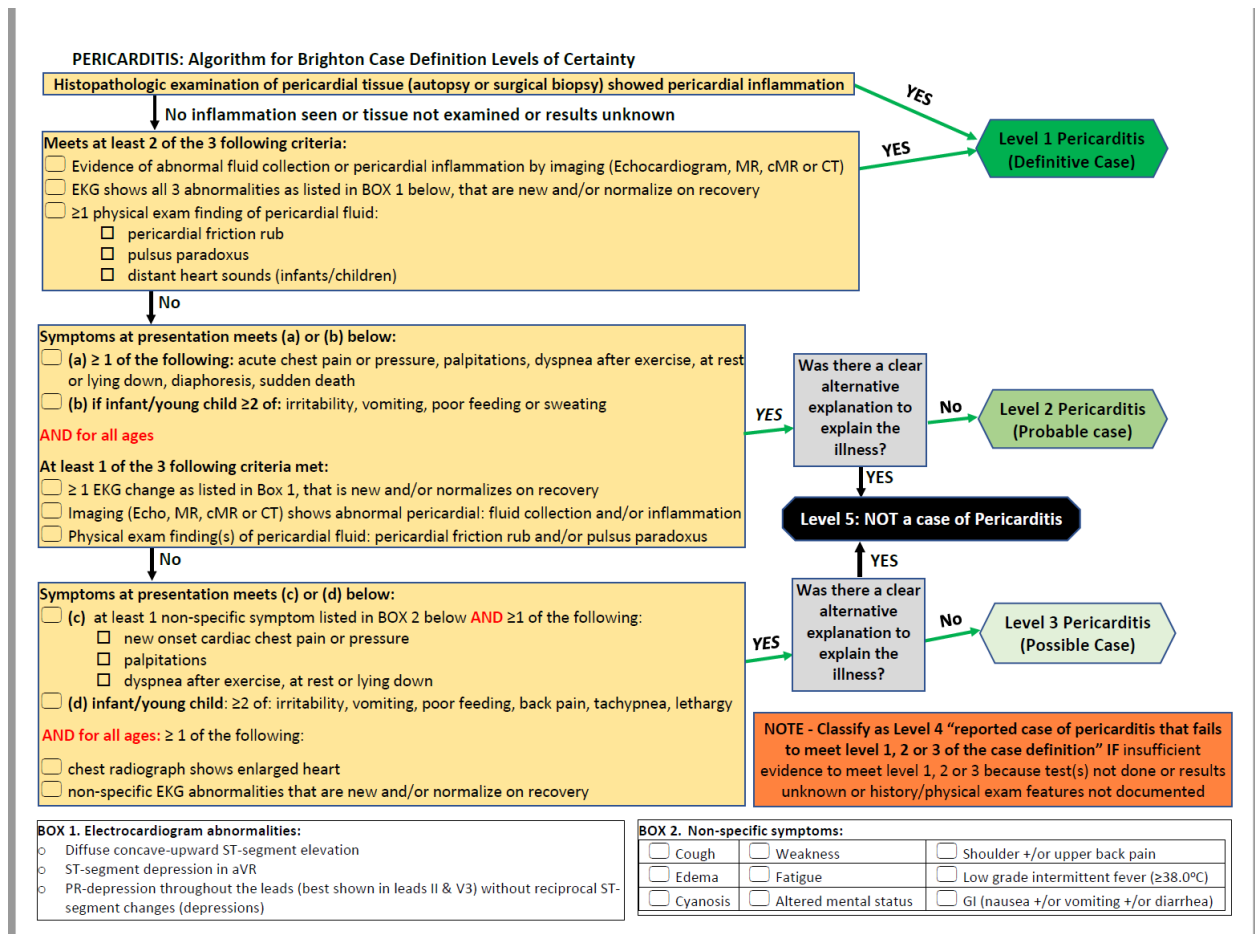 PERICARDITIS: Algorithm for Brighton Case Definition Levels of Certainty
Histopathologic examination of pericardial tissue (autopsy or surgical biopsy) showed pericardial inflammation
YES
No inflammation seen or tissue not examined or results unknown
Meets at least 2 of the 3 following criteria:
Evidence of abnormal fluid collection or pericardial inflammation by imaging (Echocardiogram, MR, cMR or CT)
EKG shows all 3 abnormalities as listed in BOX 1 below, that are new and/or normalize on recovery
≥1 physical exam finding of pericardial fluid:
pericardial friction rub
pulsus paradoxus
distant heart sounds (infants/children)
YES
Level 1 Pericarditis
(Definitive Case)
No
Symptoms at presentation meets (a) or (b) below:
(a) ≥ 1 of the following: acute chest pain or pressure, palpitations, dyspnea after exercise, at rest
or lying down, diaphoresis, sudden death
(b) if infant/young child ≥2 of: irritability, vomiting, poor feeding or sweating
AND for all ages
At least 1 of the 3 following criteria met:
≥ 1 EKG change as listed in Box 1, that is new and/or normalizes on recovery
Imaging (Echo, MR, cMR or CT) shows abnormal pericardial: fluid collection and/or inflammation
Physical exam finding(s) of pericardial fluid: pericardial friction rub and/or pulsus paradoxus
YES
Was there a clear
alternative
explanation to
explain the
illness?
No
Level 2 Pericarditis
(Probable case)
YES
Level 5: NOT a case of Pericarditis
YES
No
Symptoms at presentation meets (c) or (d) below:
(c) at least 1 non-specific symptom listed in BOX 2 below AND ≥1 of the following:
new onset cardiac chest pain or pressure
palpitations
dyspnea after exercise, at rest or lying down
(d) infant/young child: ≥2 of: irritability, vomiting, poor feeding, back pain, tachypnea, lethargy
AND for all ages: ≥ 1 of the following:
chest radiograph shows enlarged heart
non-specific EKG abnormalities that are new and/or normalize on recovery
YES
Was there a clear
alternative
explanation to
explain the
illness?
No
Level 3 Pericarditis
(Possible Case)
NOTE - Classify as Level 4 “reported case of pericarditis that fails
to meet level 1, 2 or 3 of the case definition” IF insufficient
evidence to meet level 1, 2 or 3 because test(s) not done or results
unknown or history/physical exam features not documented
BOX 1. Electrocardiogram abnormalities:
o Diffuse concave-upward ST-segment elevation
o ST-segment depression in aVR
o PR-depression throughout the leads (best shown in leads II & V3) without reciprocal ST-
segment changes (depressions)
BOX 2. Non-specific symptoms:
Cough Weakness Shoulder +/or upper back pain
Edema Fatigue Low grade intermittent fever (≥38.0ºC)
Cyanosis Altered mental status GI (nausea +/or vomiting +/or diarrhea)